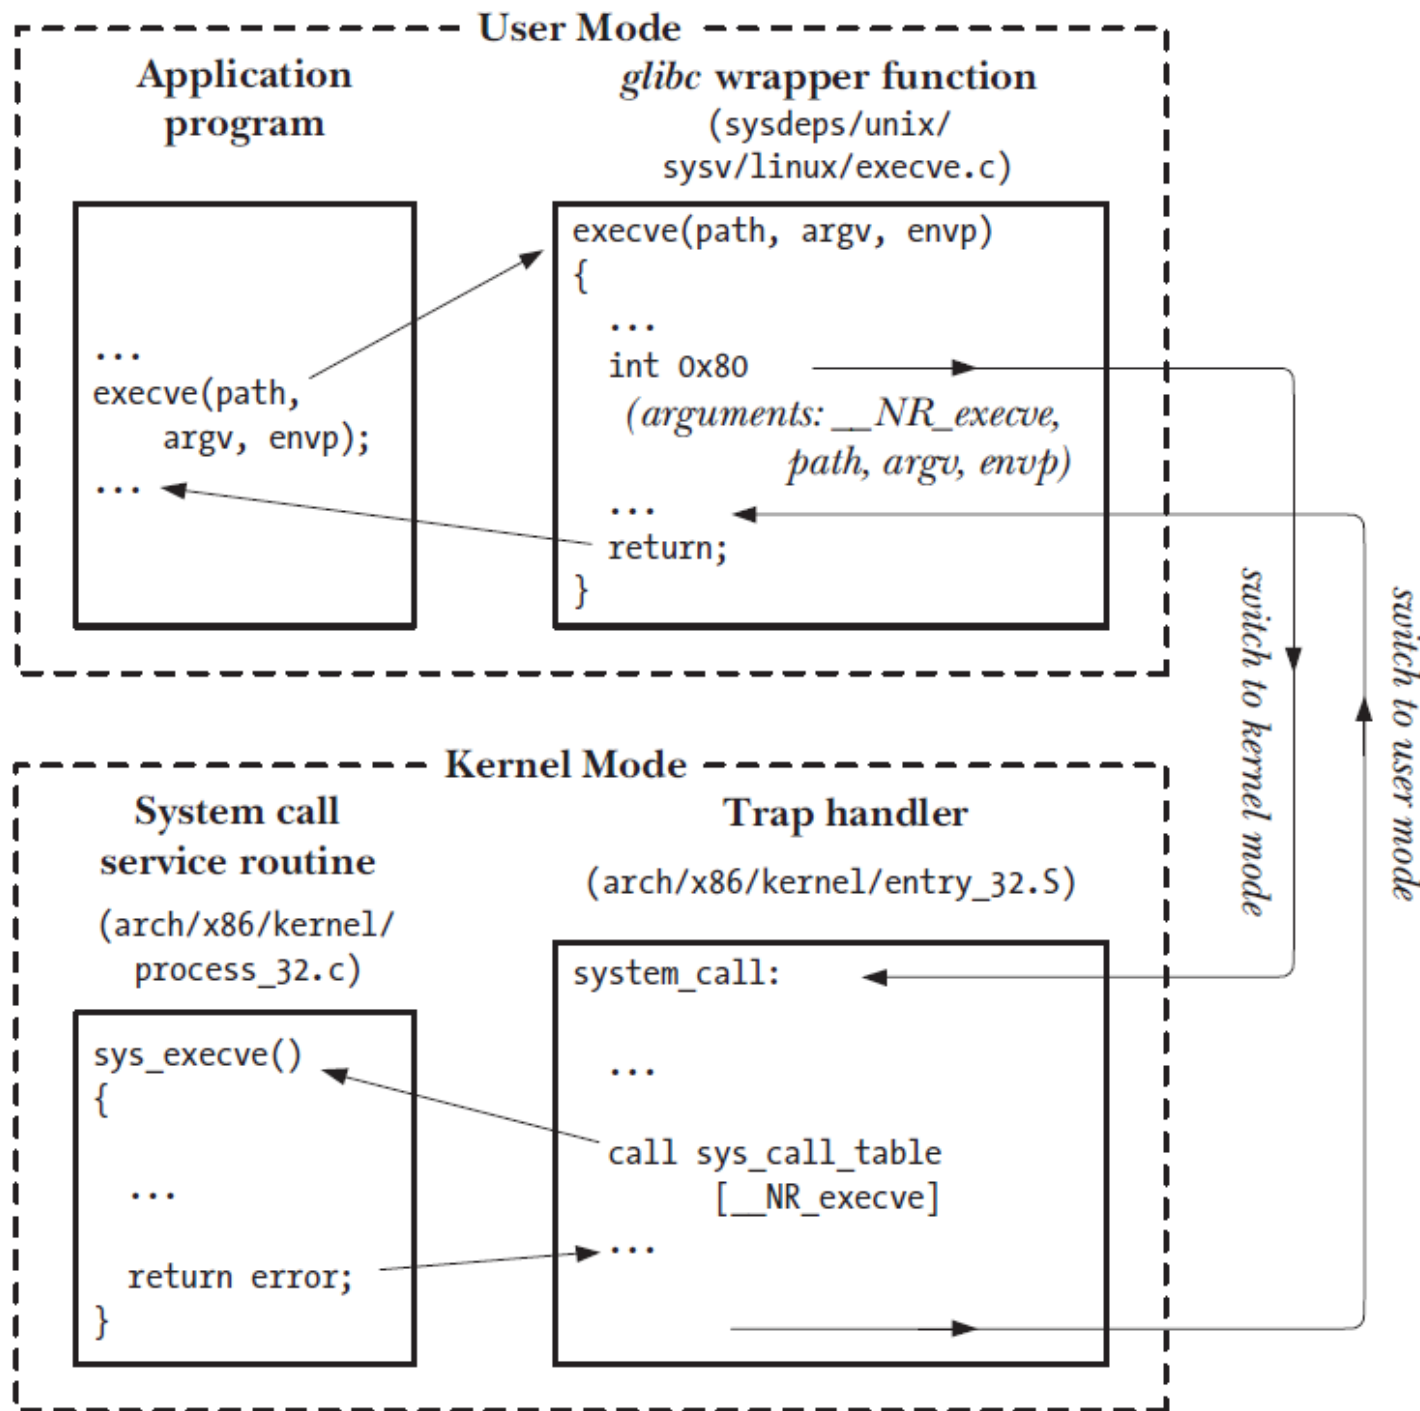 User Mode
Application
program
glibc wrapper function
(sysdeps/unix/
sysv/linux/execve.c)
...
execve(path,
argv, envp);
...
execve(path, argv, envp)
{
...
int 0x80
(arguments: __NR_execve,
path, argv, envp)
...
return;
}
switch to kernel mode
switch to user mode
Kernel Mode
System call
service routine
(arch/x86/kernel/
process_32.c)
Trap handler
(arch/x86/kernel/entry_32.S)
sys_execve()
{
...
return error;
}
system_call:
...
call sys_call_table
[__NR_execve]
...